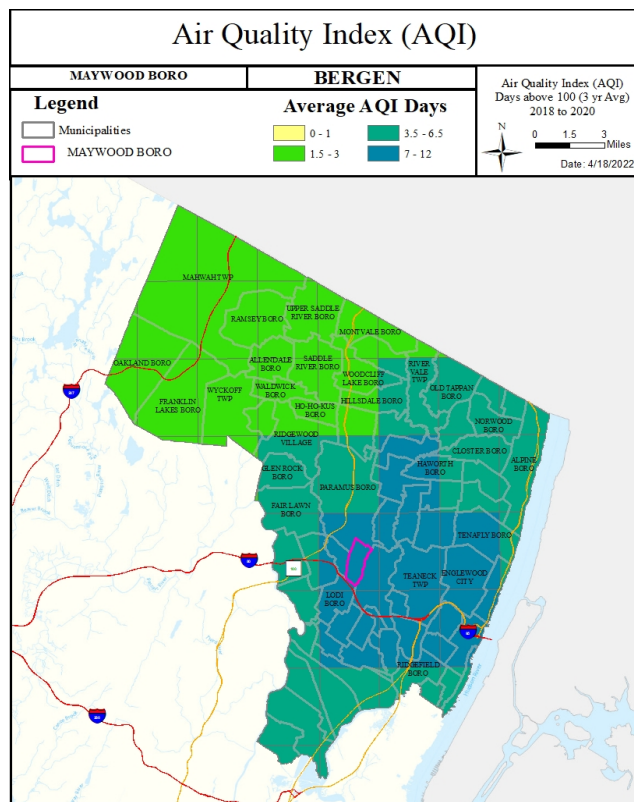 Air Quality Index (AQI)
MAYWOOD BORO
BERGEN
Legend
Municipalities
MAYWOOD BORO
Average AQI Days
0 - 1
3.5 - 6.5
1.5 - 3
7 - 12
Air Quality Index (AQI)
Days above 100 (3 yr Avg)
2018 to 2020
N
0 1.5 3
Miles
Date: 4/18/2022
MAHWAH TWP
RAMSEY BORO
UPPER SADDLE
RIVER BORO
MONTVALE BORO
OAKLAND BORO
ALLENDALE
BORO
SADDLE
RIVER BORO
WOODCLIFF
LAKE BORO
RIVER
VALE
TWP
OLD TAPPAN
BORO
FRANKLIN
LAKES BORO
WYCKOFF
TWP
WALDWICK
BORO
HO-HO-KUS
BORO
HILLSDALE BORO
NORWOOD
BORO
RIDGEWOOD
VILLAGE
CLOSTER BORO
ALPINE
BORO
GLEN ROCK
BORO
PARAMUS BORO
HAWORTH
BORO
FAIR LAWN
BORO
TENAFLY BORO
LODI
BORO
TEANECK
TWP
ENGLEWOOD
CITY
RIDGEFIELD
BORO
287
80